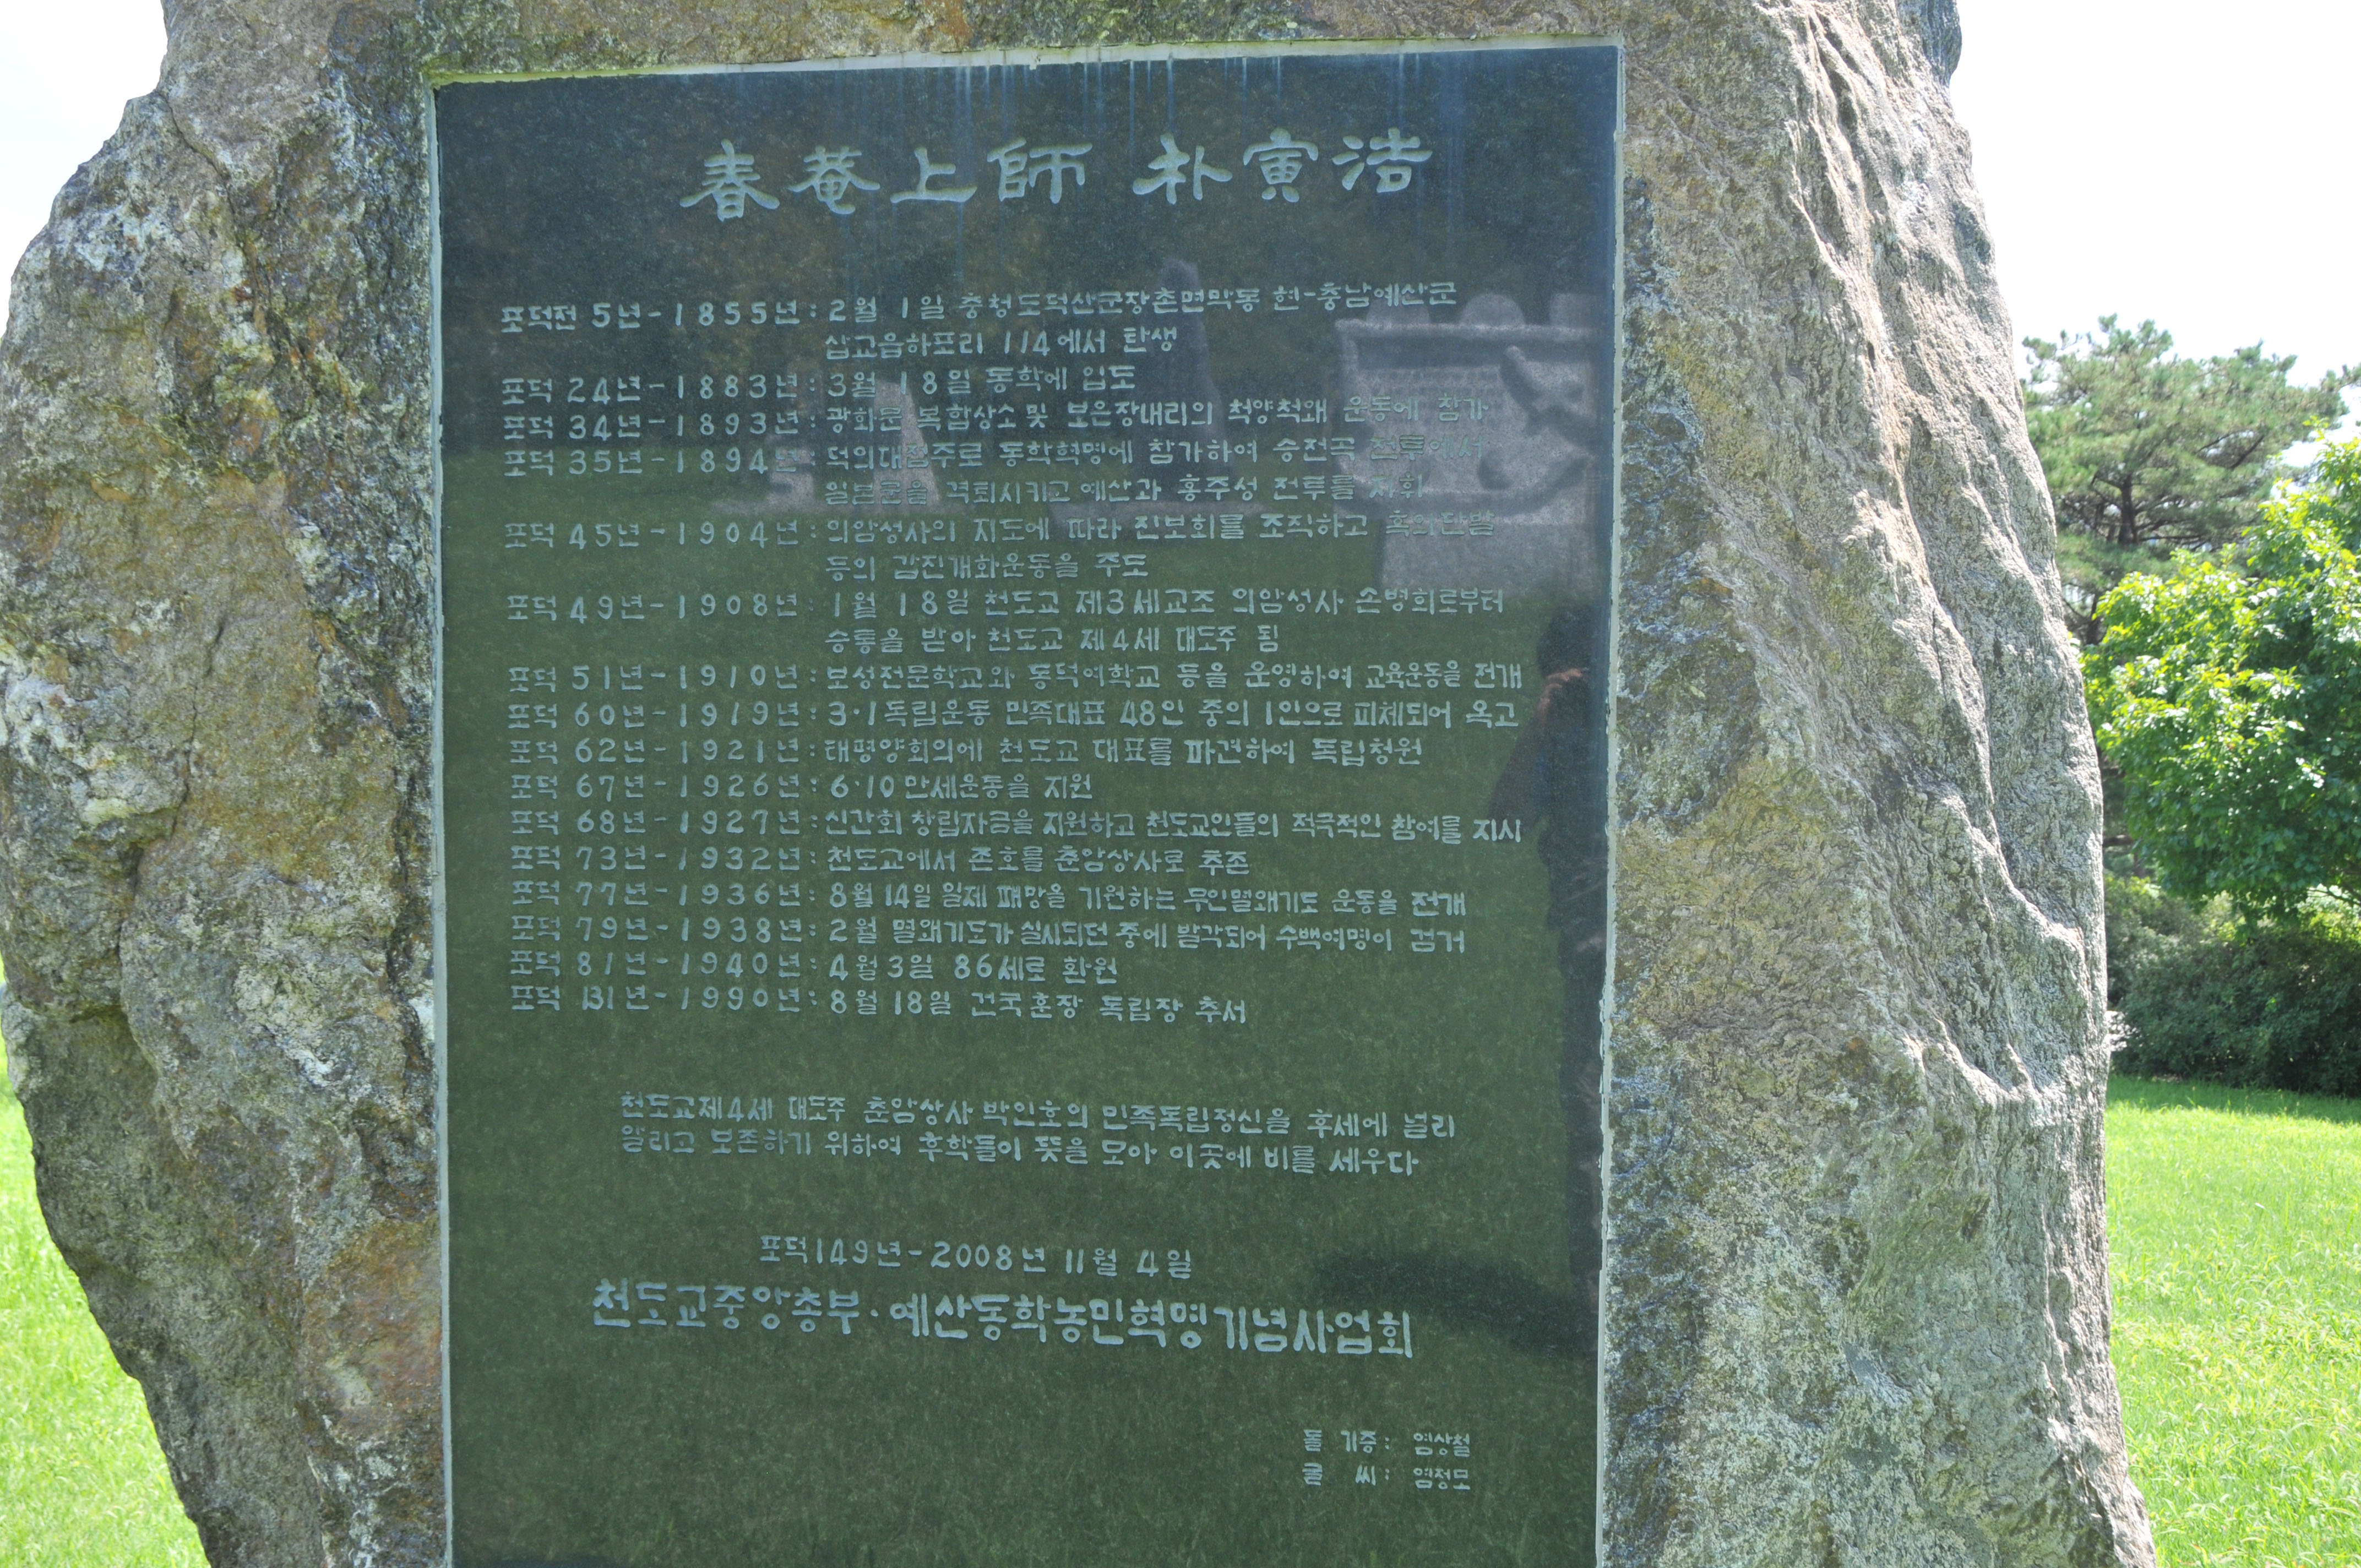 春菴上師 朴寅浩
포덕전 5년-1855년:2월 1일 충청도덕산군장촌면막동 현-충남예산군
삽교읍하포리 114에서 탄생
포덕 24년-1883년:3월 18일 동학에 입도
포덕 34년-1893년:광화문 복합상소및 보은장내리의 척양척왜 운동에 참가
포덕 35년-1894년 덕의대접주로 동학혁명에 참가하여 승전곡 전투에서
일본군을 격퇴시키고 예산과 홍주성 전투를 지휘
포덕 45년-1904년:의암성사의 지도에 따라 진보회를 조직하고 흑의단발
등의 갑진개화운동을 주도
포덕 49년-1908년:1월 18일 천도교 제3세교조 의암성사 손병희로부터
승통을 받아 천도교 제4세 대도주 됨
포덕 51년-1910년:보성전문학교와 동덕여학교 등을 운영하여 교육운동을 전개
포덕 60년-1919년:3·1독립운동 민족대표 48인 중의 1인으로 피체되어 옥고
포덕 62년-1921년:태평양회의에 천도교 대표를 파견하여 독립청원
포덕 67년-1926년:6·10만세운동을 지원
포덕 68년-1927년:신간회 창립자금을 지원하고 천도교인들의 적극적인 참여를 지시
포덕 73년-1932년:천도교에서 존호를 춘암상사로 추존
포덕 77년-1936년:8월 14일 일제 패망을 기원하는 무인멸왜기도 운동을 전개
포덕 79년-1938년:2월 멸왜기도가 실시되던 중에 발각되어 수백여명이 검거
포덕 81년-1940년:4월 3일 86세로 환원
포덕 131년-1990년:8월 18일 건국훈장 독립장 추서
천도교제4세 대도주 춘암상사 박인호의 민족독립정신을 후세에 널리
알리고 보존하기 위하여 후학들이 뜻을 모아 이곳에 비를 세우다
포덕149년-2008년 11월 4일
천도교중앙총부·예산동학농민혁명기념사업회
돌 기증: 염상철
글 씨: 염정모